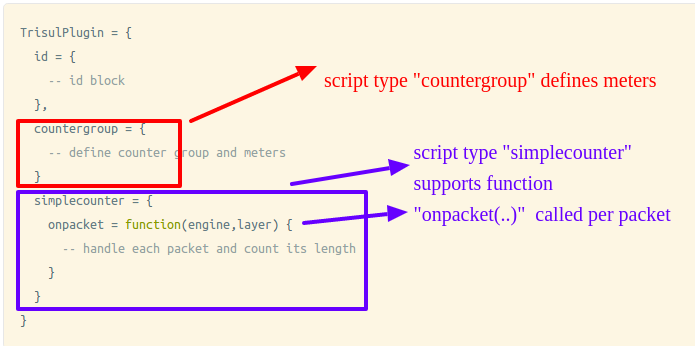 TrisulPlugin = {
id = {
-- id block
},
countergroup = {
-- define counter group and meters
}
simplecounter = {
onpacket = function(engine,layer) {
-- handle each packet and count its length
}
}
}
script type "countergroup" defines meters
script type "simplecounter"
supports function
"onpacket(..)" called per packet